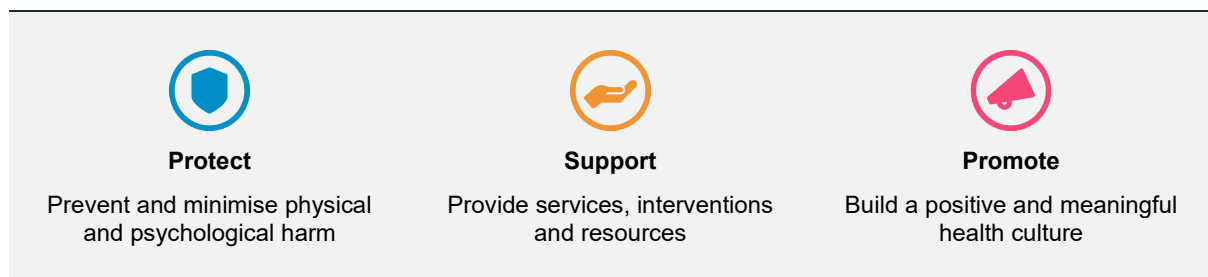 Protect
Prevent and minimise physical
and psychological harm
Support
Provide services, interventions
and resources
Promote
Build a positive and meaningful
health culture